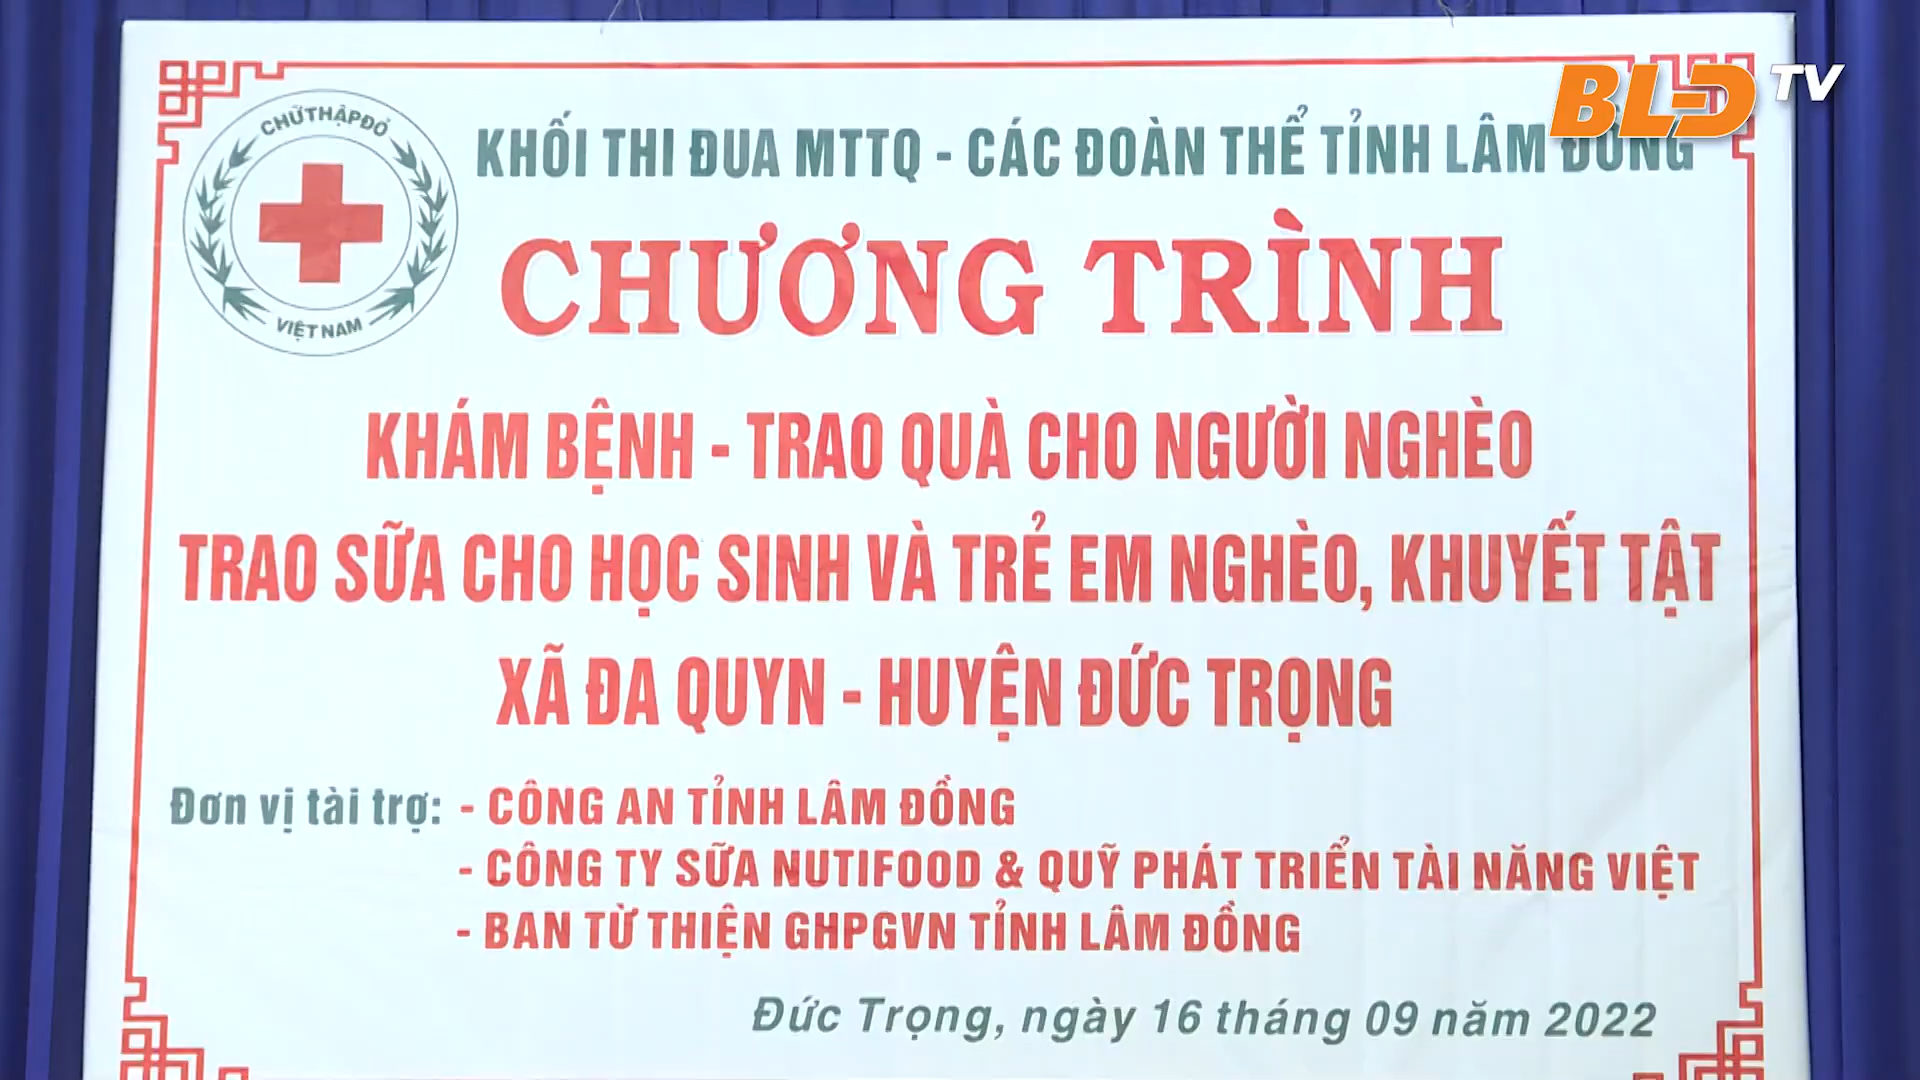 BLĐ TV
CHỮ THẬP ĐỎ
VIỆT NAM
KHỐI THI ĐUA MTTQ - CÁC ĐOÀN THỂ TỈNH LÂM ĐỒNG
CHƯƠNG TRÌNH
KHÁM BỆNH - TRAO QUÀ CHO NGƯỜI NGHÈO
TRAO SỮA CHO HỌC SINH VÀ TRẺ EM NGHÈO, KHUYẾT TẬT
XÃ ĐA QUYN - HUYỆN ĐỨC TRỌNG
Đơn vị tài trợ: - CÔNG AN TỈNH LÂM ĐỒNG
- CÔNG TY SỮA NUTIFOOD & QUỸ PHÁT TRIỂN TÀI NĂNG VIỆT
- BAN TỪ THIỆN GHPGVN TỈNH LÂM ĐỒNG
Đức Trọng, ngày 16 tháng 09 năm 2022